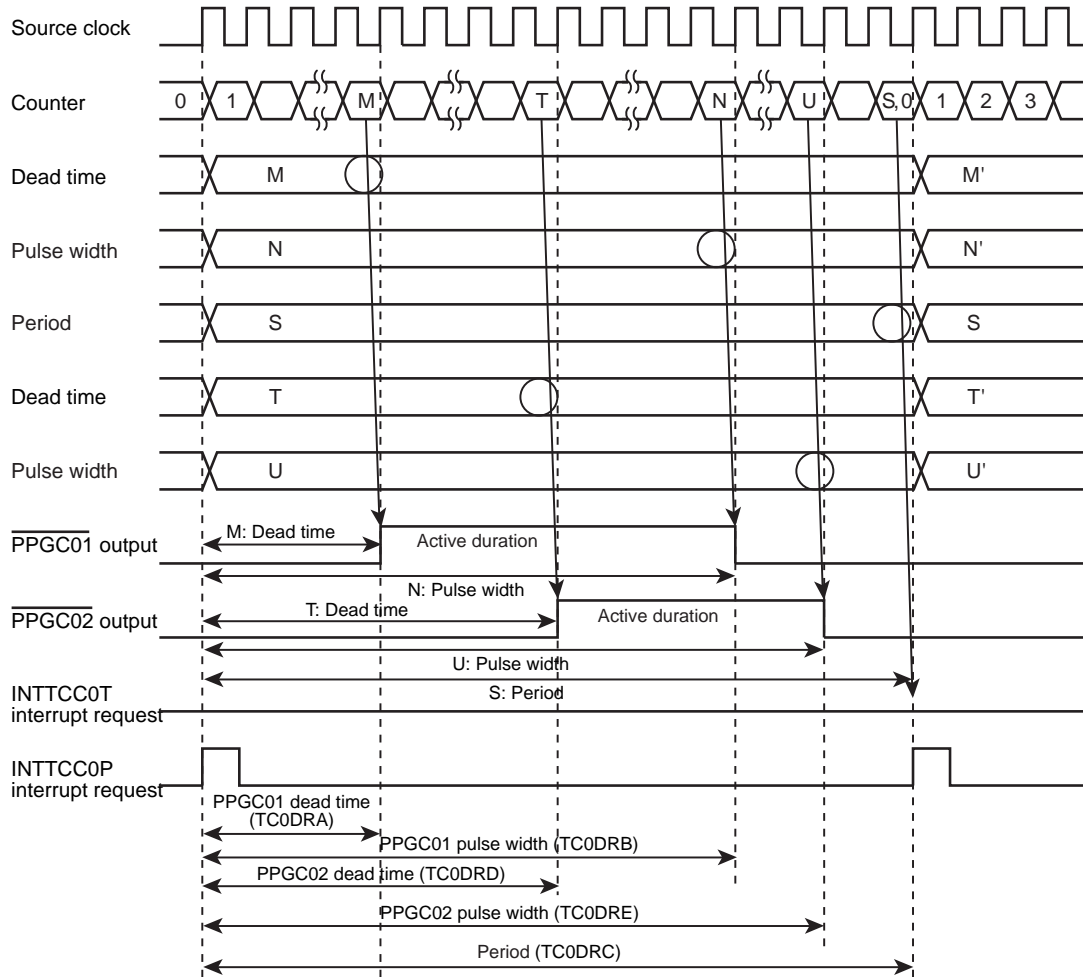 Source clock
Counter 0 1 M T N U S,0 1 2 3
Dead time M M'
Pulse width N N'
Period S S
Dead time T T'
Pulse width U U'
M: Dead time
PPGC01 output Active duration
N: Pulse width
T: Dead time
PPGC02 output Active duration
U: Pulse width
S: Period
INTTCC0T
interrupt request
INTTCC0P
interrupt request
PPGC01 dead time
(TC0DRA)
PPGC01 pulse width (TC0DRB)
PPGC02 dead time (TC0DRD)
PPGC02 pulse width (TC0DRE)
Period (TC0DRC)